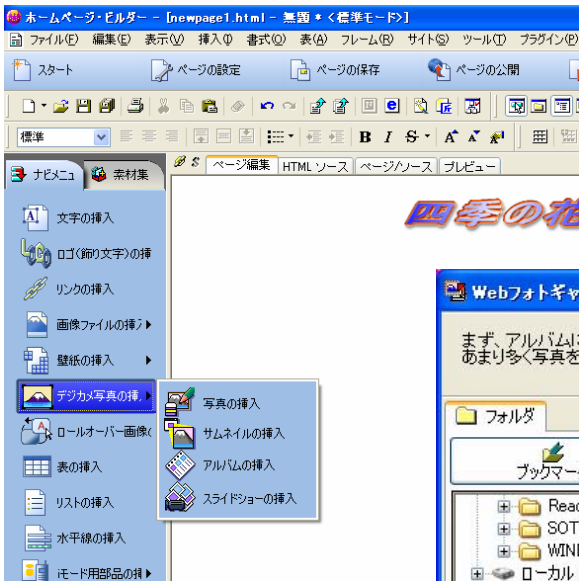 ホームページ・ビルダー - [newpage1.html - 無題 * <標準モード>]
ファイル(F) 編集(E) 表示(V) 挿入(I) 書式(O) 表(A) フレーム(R) サイト(S) ツール(T) プラグイン(P)
スタート ページの設定 ページの保存 ページの公開
標準 B I S A A
ナビメニュー 素材集
ページ編集 HTML ソース ページ/ソース プレビュー
四季の花
文字の挿入
ロゴ(飾り文字)の挿
リンクの挿入
画像ファイルの挿
壁紙の挿入
デジカメ写真の挿
ロールオーバー画像(
表の挿入
リストの挿入
水平線の挿入
iモード用部品の挿
写真の挿入
サムネイルの挿入
アルバムの挿入
スライドショーの挿入
Webフォトギャ
まず、アルバムに
あまり多く写真を
フォルダ
ブックマー
Read
SOT
WIN
ローカル